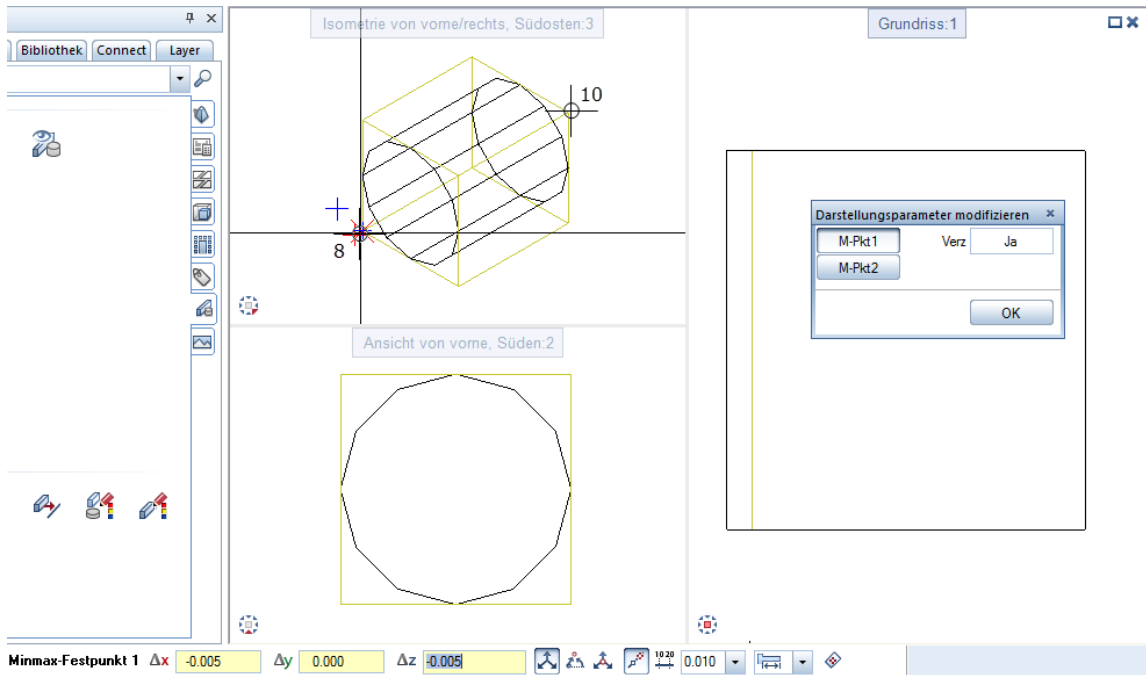 Isometrie von vorne/rechts, Südosten:3
Grundriss:1
Bibliothek Connect Layer
10
8
Darstellungsparameter modifizieren
M-Pkt1 Verz Ja
M-Pkt2
OK
Ansicht von vorne, Süden:2
Minmax-Festpunkt 1 Δx -0.005 Δy 0.000 Δz -0.005 1020 0.010